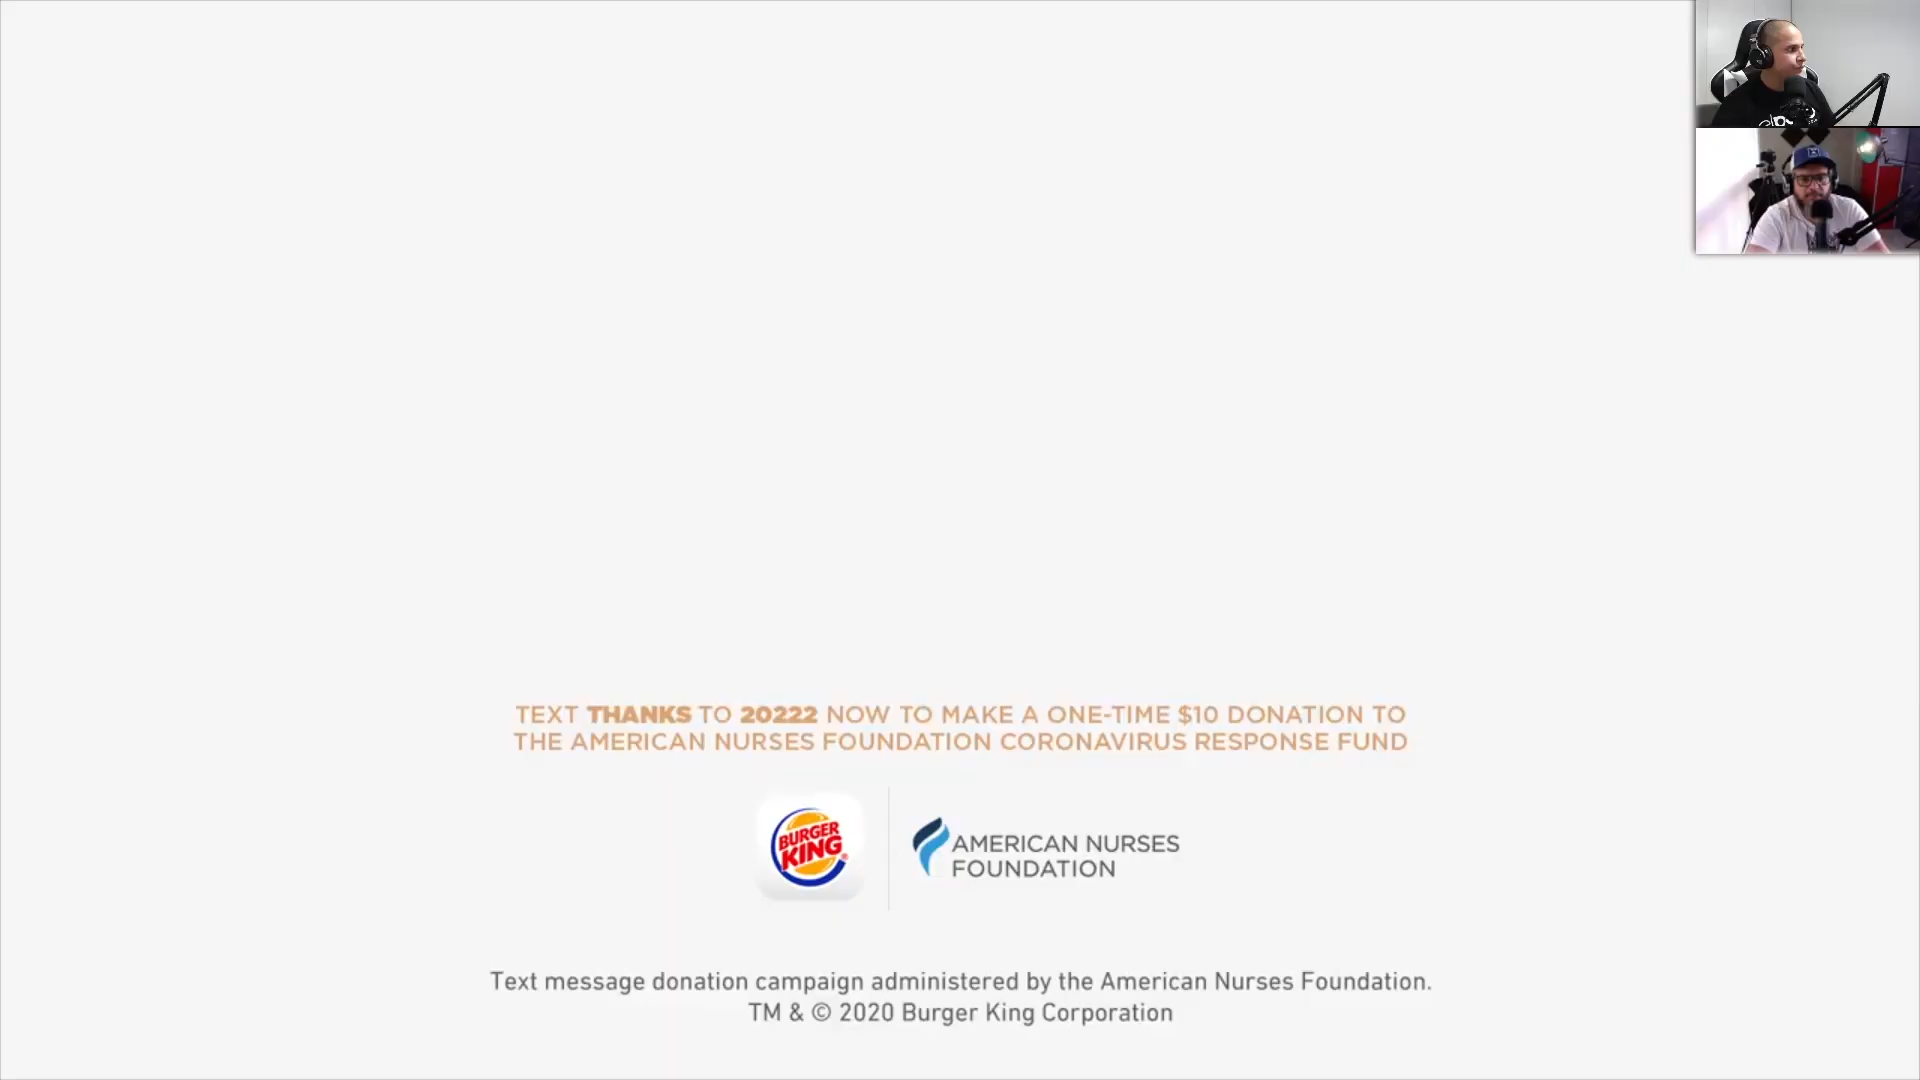 TEXT THANKS TO 20222 NOW TO MAKE A ONE-TIME $10 DONATION TO
THE AMERICAN NURSES FOUNDATION CORONAVIRUS RESPONSE FUND
BURGER
KING®
AMERICAN NURSES
FOUNDATION
Text message donation campaign administered by the American Nurses Foundation.
TM & © 2020 Burger King Corporation